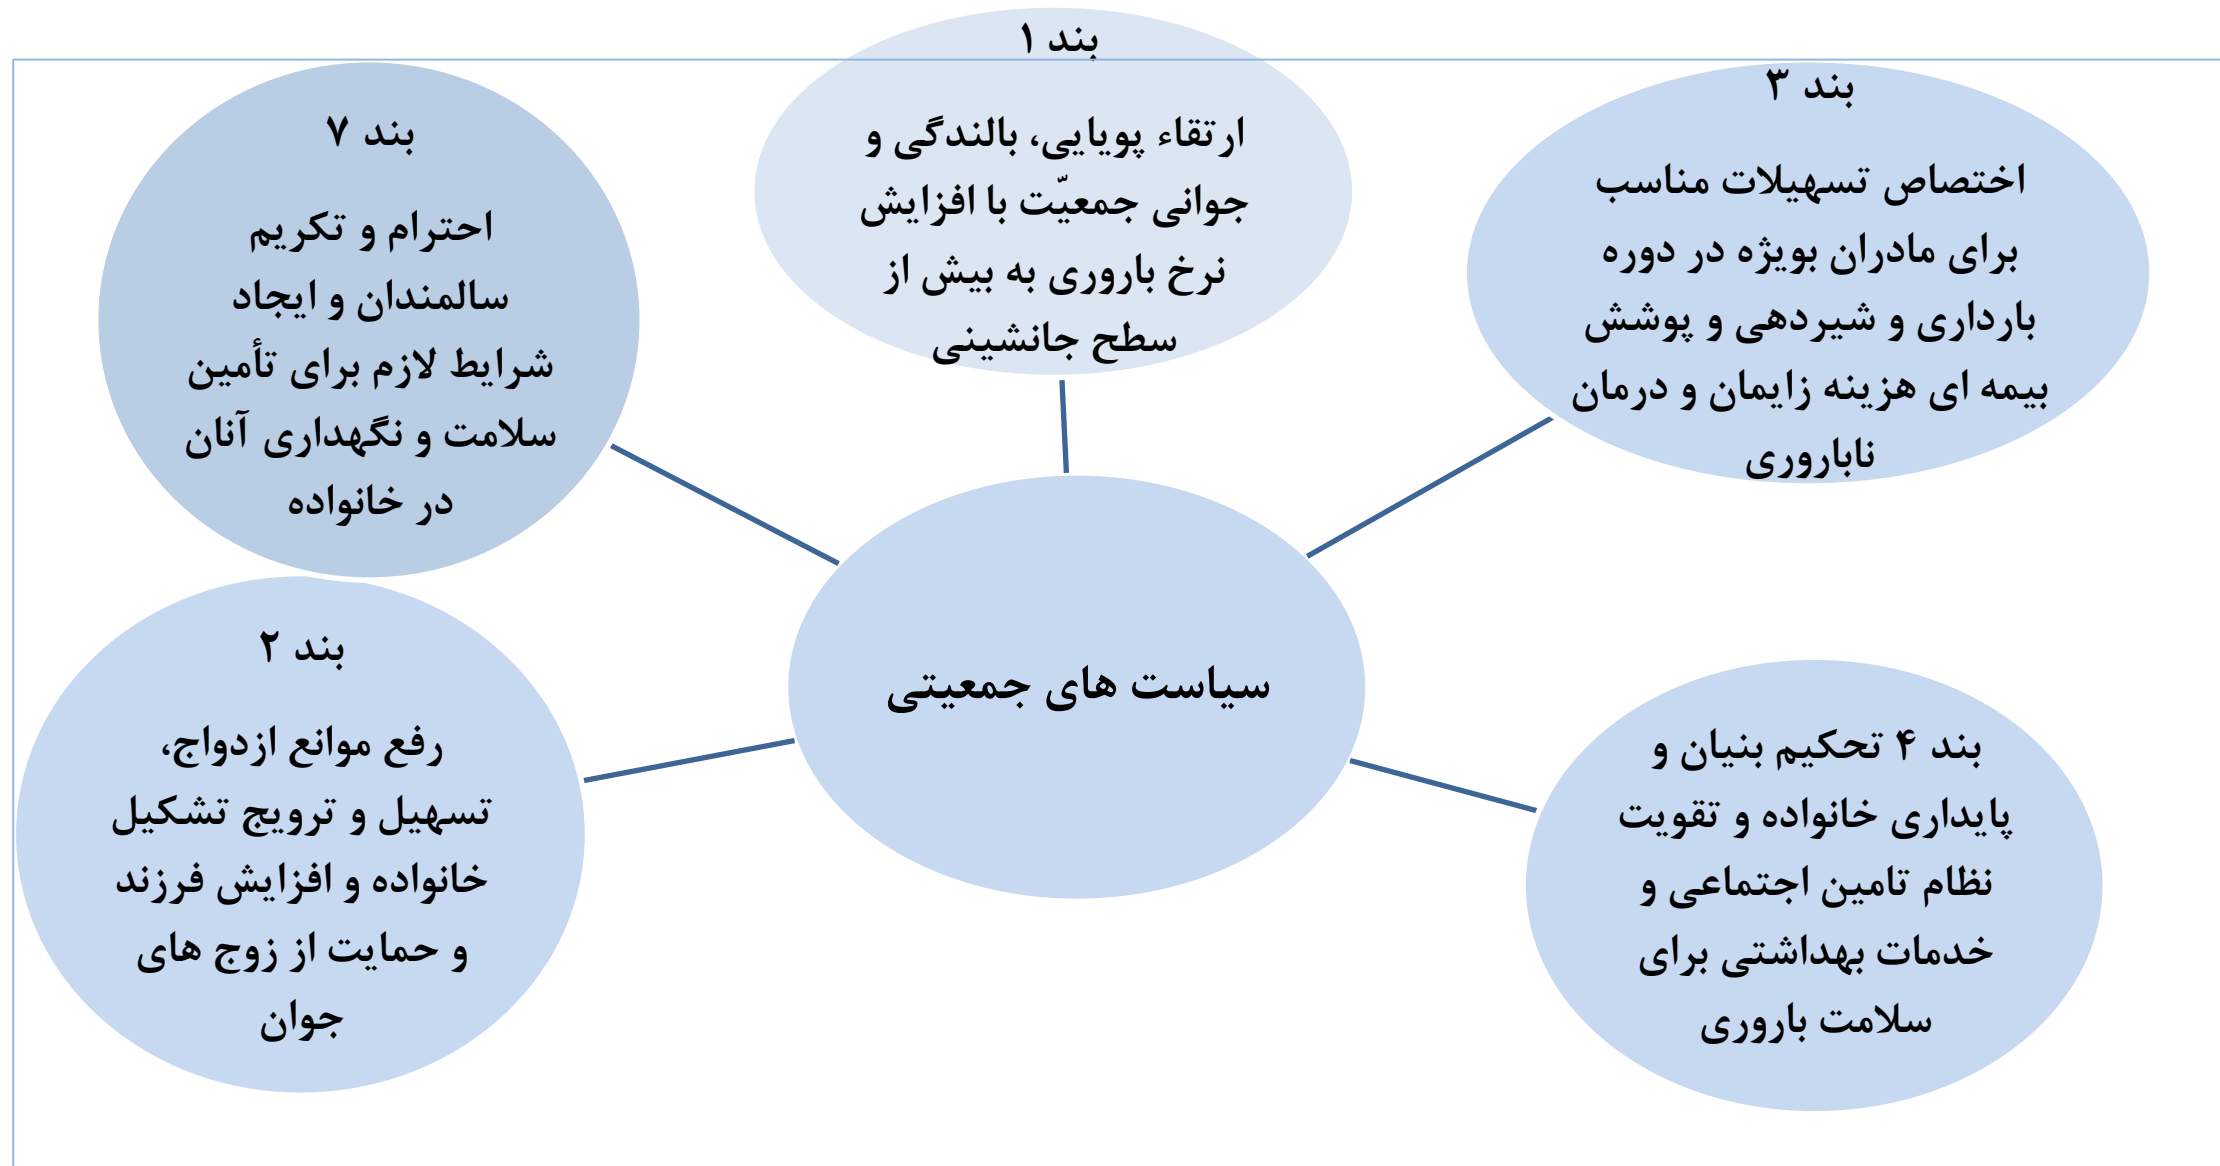 بند ۱
ارتقاء پویایی، بالندگی و
جوانی جمعیّت با افزایش
نرخ باروری به بیش از
سطح جانشینی
بند ۳
اختصاص تسهیلات مناسب
برای مادران بویژه در دوره
بارداری و شیردهی و پوشش
بیمه ای هزینه زایمان و درمان
ناباروری
بند ۷
احترام و تکریم
سالمندان و ایجاد
شرایط لازم برای تأمین
سلامت و نگهداری آنان
در خانواده
سیاست های جمعیتی
بند ۴ تحکیم بنیان و
پایداری خانواده و تقویت
نظام تامین اجتماعی و
خدمات بهداشتی برای
سلامت باروری
بند ۲
رفع موانع ازدواج،
تسهیل و ترویج تشکیل
خانواده و افزایش فرزند
و حمایت از زوج های
جوان